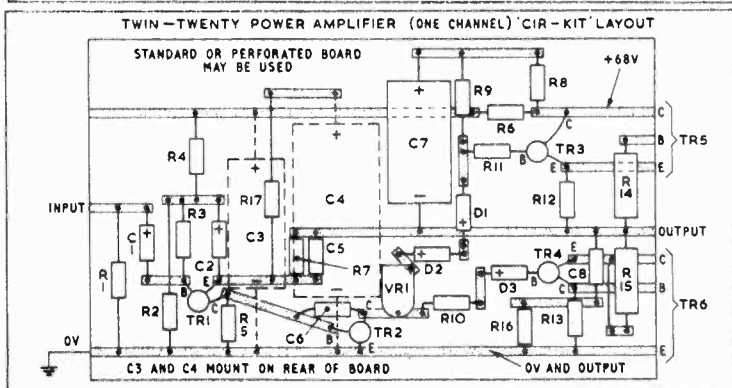 TWIN-TWENTY POWER AMPLIFIER (ONE CHANNEL) 'CIR-KIT' LAYOUT
STANDARD OR PERFORATED BOARD
MAY BE USED
+68V
R9
R8
C
R6
C
B
TR5
R4
C7
R11
B
TR3
E
E
R12
R14
R3
R17
C4
C3
INPUT
D1
OUTPUT
C1
C2
C5
R7
D2
TR4
E
C8
C
R15
B
TR6
R1
R2
B
E
TR1
C
R5
VR1
D3
B
C
R10
C6
C
B
TR2
E
R16
R13
0V
E
C3 AND C4 MOUNT ON REAR OF BOARD
0V AND OUTPUT